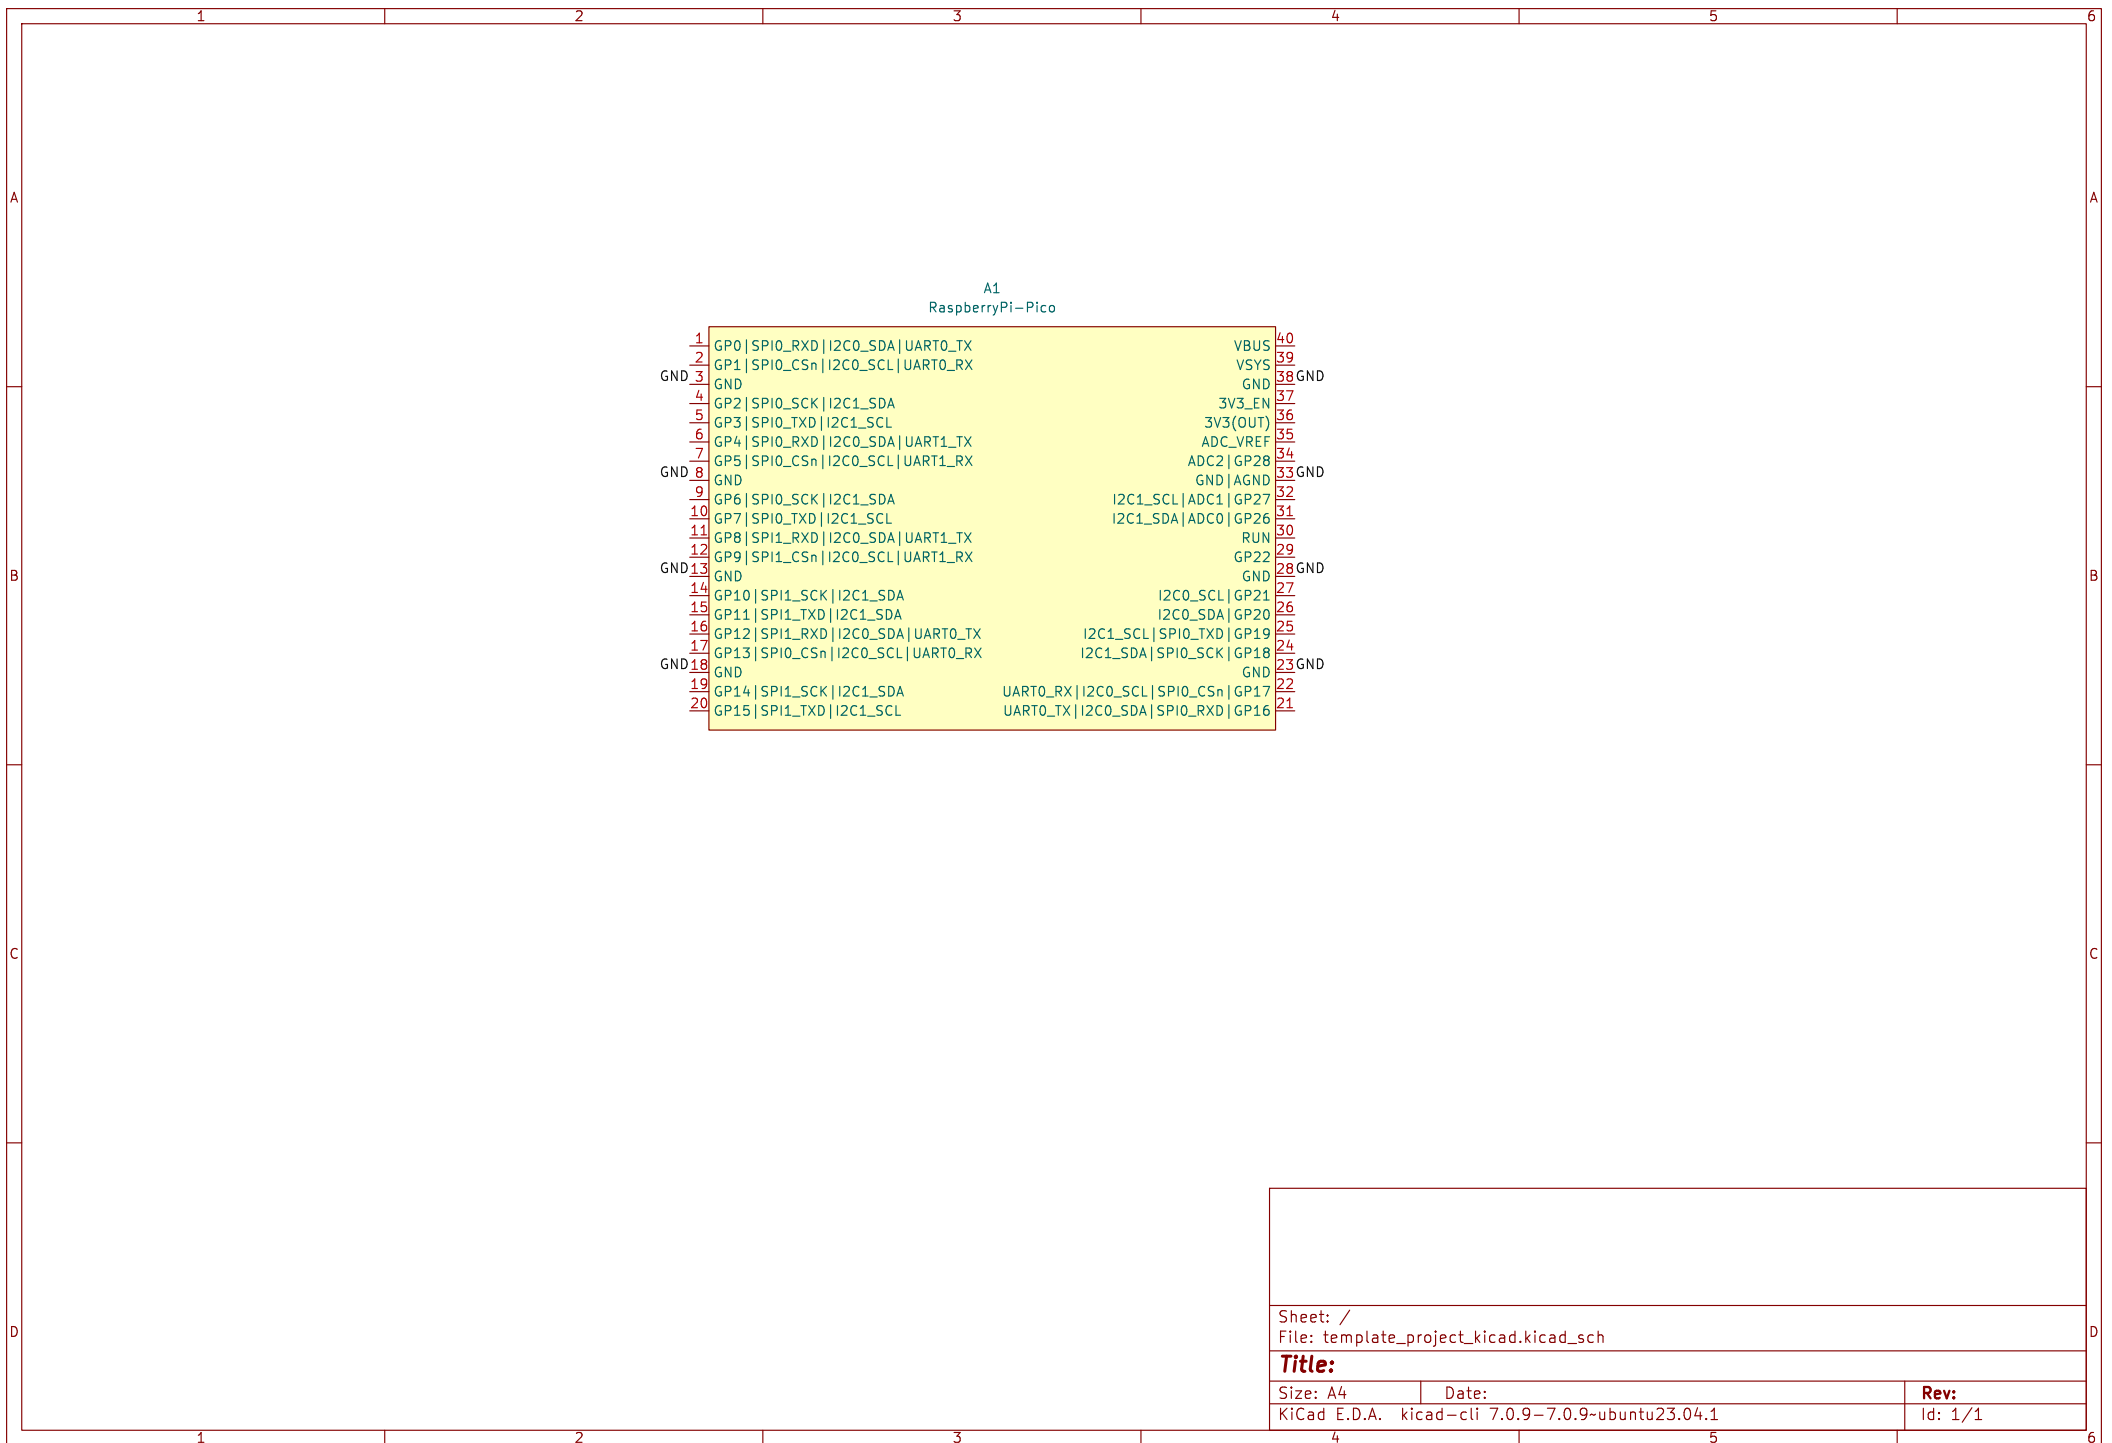 1 2 3 4 5 6
A A
A1
RaspberryPi-Pico
1 GP0|SPI0_RXD|I2C0_SDA|UART0_TX VBUS 40
2 GP1|SPI0_CSn|I2C0_SCL|UART0_RX VSYS 39
GND 3 GND GND 38 GND
4 GP2|SPI0_SCK|I2C1_SDA 3V3_EN 37
5 GP3|SPI0_TXD|I2C1_SCL 3V3(OUT) 36
6 GP4|SPI0_RXD|I2C0_SDA|UART1_TX ADC_VREF 35
7 GP5|SPI0_CSn|I2C0_SCL|UART1_RX ADC2|GP28 34
GND 8 GND GND|AGND 33 GND
9 GP6|SPI0_SCK|I2C1_SDA I2C1_SCL|ADC1|GP27 32
10 GP7|SPI0_TXD|I2C1_SCL I2C1_SDA|ADC0|GP26 31
11 GP8|SPI1_RXD|I2C0_SDA|UART1_TX RUN 30
12 GP9|SPI1_CSn|I2C0_SCL|UART1_RX GP22 29
GND 13 GND GND 28 GND
B B
14 GP10|SPI1_SCK|I2C1_SDA I2C0_SCL|GP21 27
15 GP11|SPI1_TXD|I2C1_SDA I2C0_SDA|GP20 26
16 GP12|SPI1_RXD|I2C0_SDA|UART0_TX I2C1_SCL|SPI0_TXD|GP19 25
17 GP13|SPI0_CSn|I2C0_SCL|UART0_RX I2C1_SDA|SPI0_SCK|GP18 24
GND 18 GND GND 23 GND
19 GP14|SPI1_SCK|I2C1_SDA UART0_RX|I2C0_SCL|SPI0_CSn|GP17 22
20 GP15|SPI1_TXD|I2C1_SCL UART0_TX|I2C0_SDA|SPI0_RXD|GP16 21
C C
Sheet: /
D D
File: template_project_kicad.kicad_sch
Title:
Size: A4 Date: Rev:
KiCad E.D.A. kicad-cli 7.0.9-7.0.9~ubuntu23.04.1 Id: 1/1
1 2 3 4 5 6